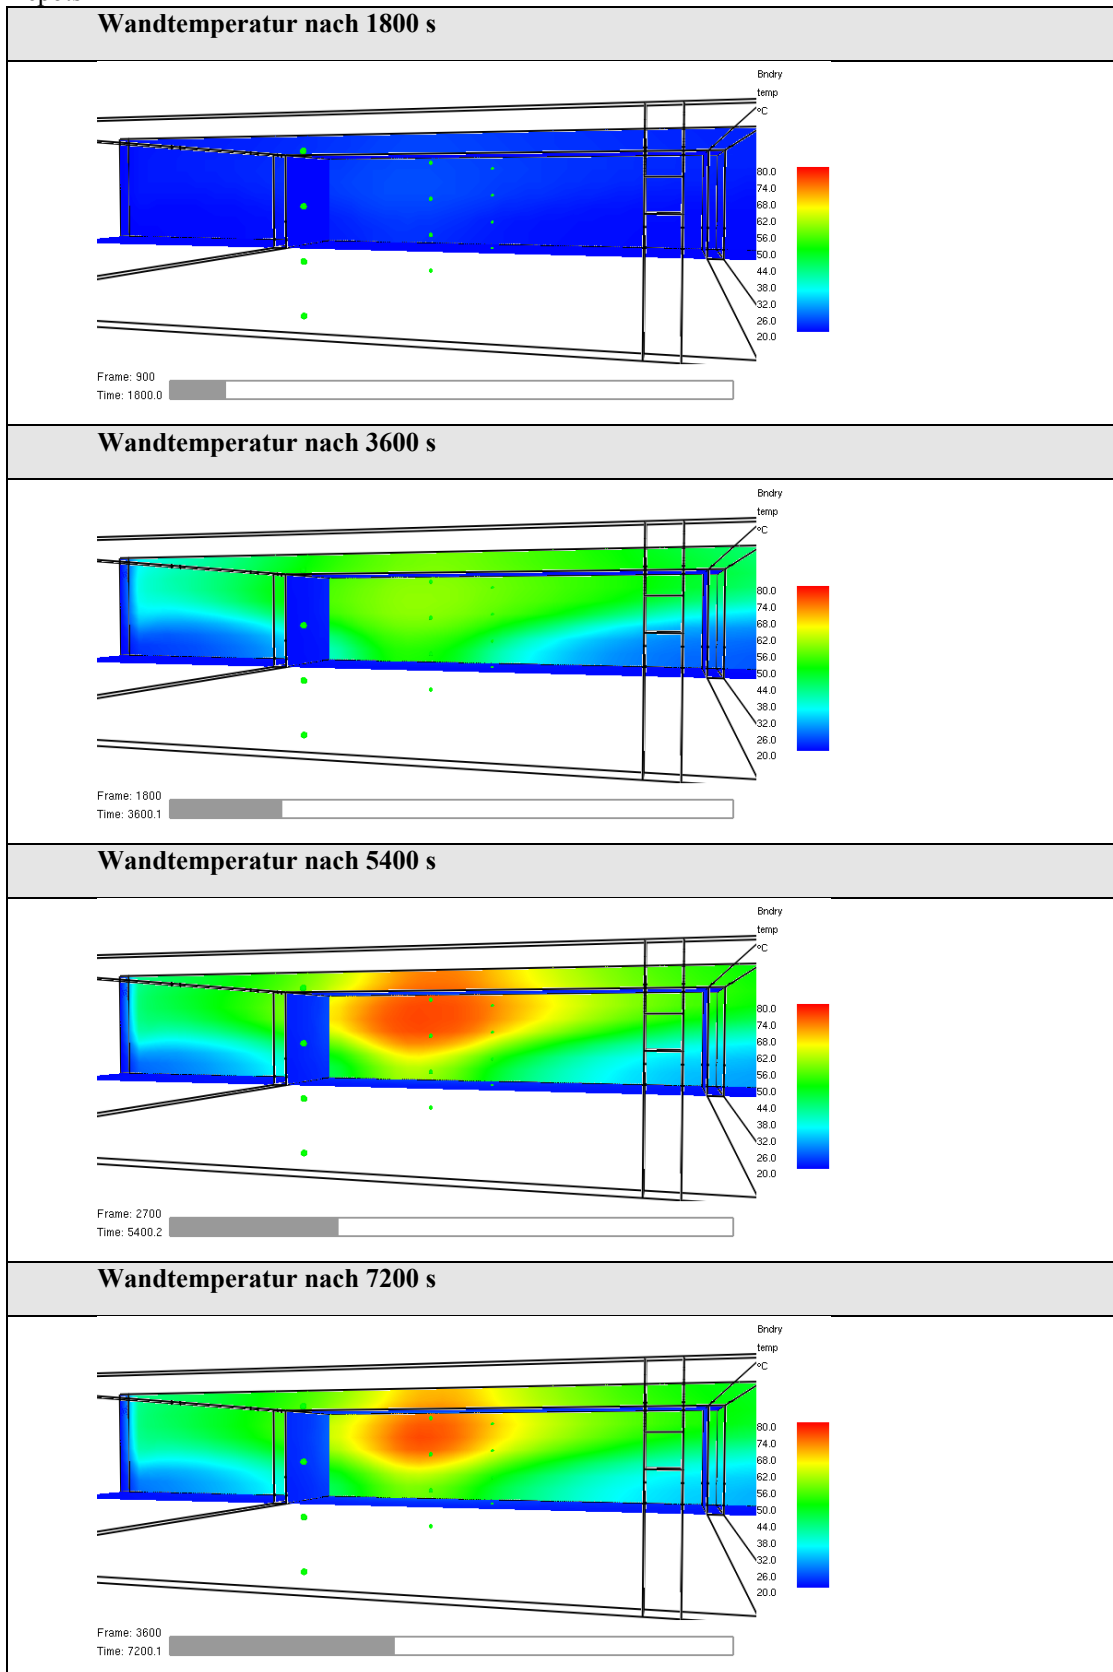 Wandtemperatur nach 1800 s
Bndry
temp
°C
80.0
74.0
68.0
62.0
56.0
50.0
44.0
38.0
32.0
26.0
20.0
Frame: 900
Time: 1800.0
Wandtemperatur nach 3600 s
Bndry
temp
°C
80.0
74.0
68.0
62.0
56.0
50.0
44.0
38.0
32.0
26.0
20.0
Frame: 1800
Time: 3600.1
Wandtemperatur nach 5400 s
Bndry
temp
°C
80.0
74.0
68.0
62.0
56.0
50.0
44.0
38.0
32.0
26.0
20.0
Frame: 2700
Time: 5400.2
Wandtemperatur nach 7200 s
Bndry
temp
°C
80.0
74.0
68.0
62.0
56.0
50.0
44.0
38.0
32.0
26.0
20.0
Frame: 3600
Time: 7200.1